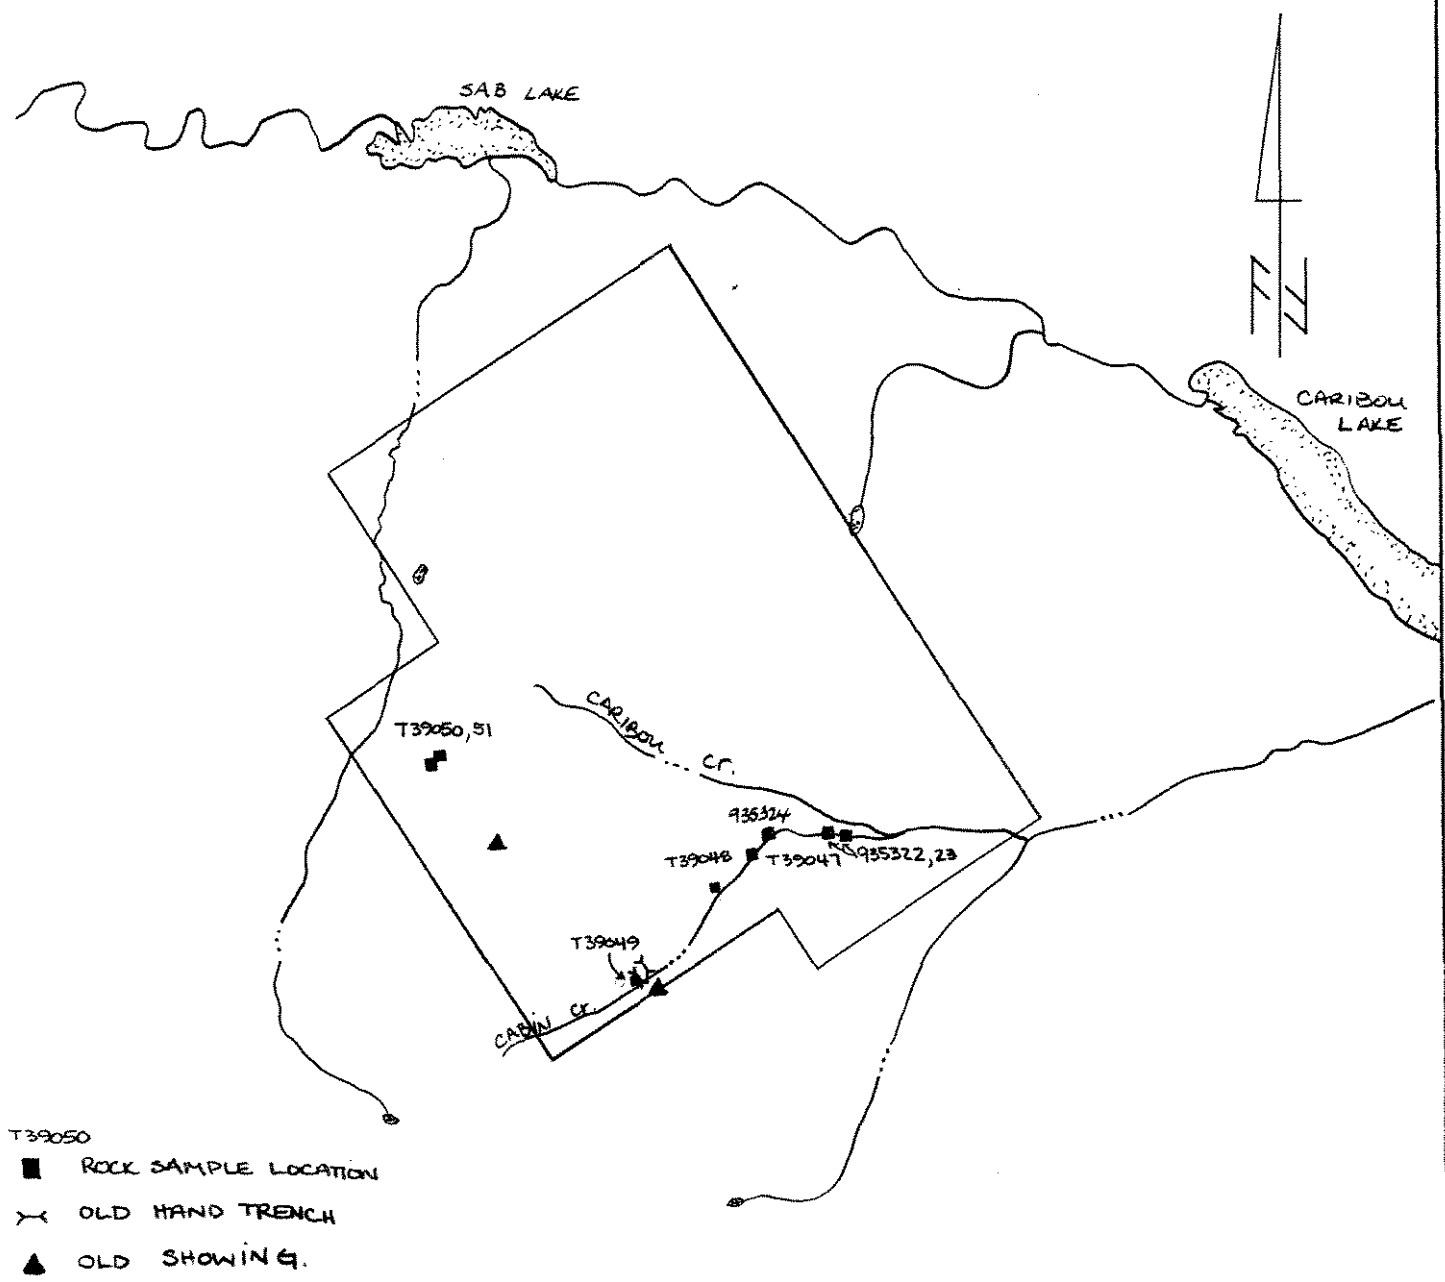 SAB LAKE
CARIBOU
LAKE
CARIBOU Cr.
T39050,51
935324
T39048
T39047
935322,23
T39049
CABIN Cr.
T39050
ROCK SAMPLE LOCATION
OLD HAND TRENCH
OLD SHOWING.